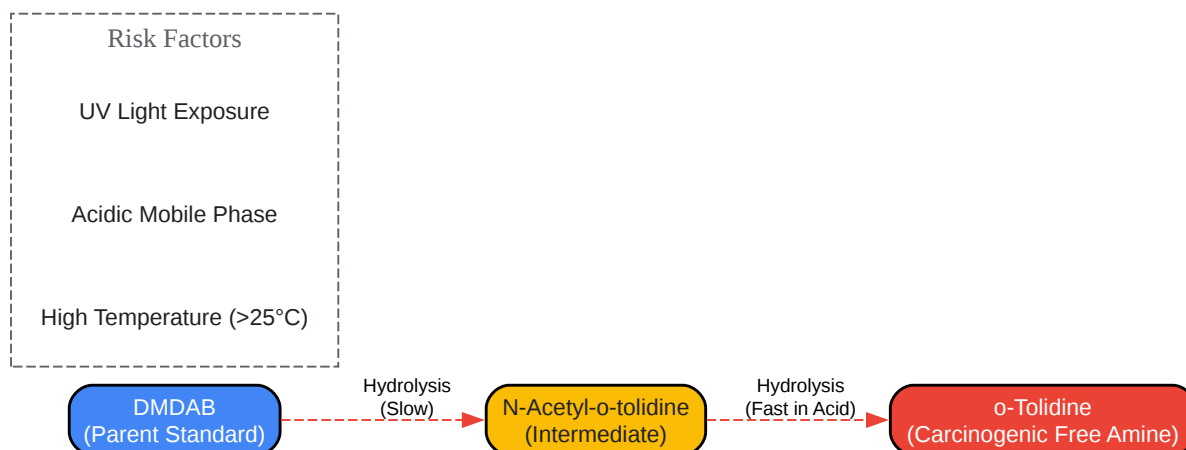 Risk Factors
UV Light Exposure
Acidic Mobile Phase
High Temperature (>25°C)
DMDAB
(Parent Standard)
Hydrolysis
(Slow)
N-Acetyl-o-tolidine
(Intermediate)
Hydrolysis
(Fast in Acid)
o-Tolidine
(Carcinogenic Free Amine)